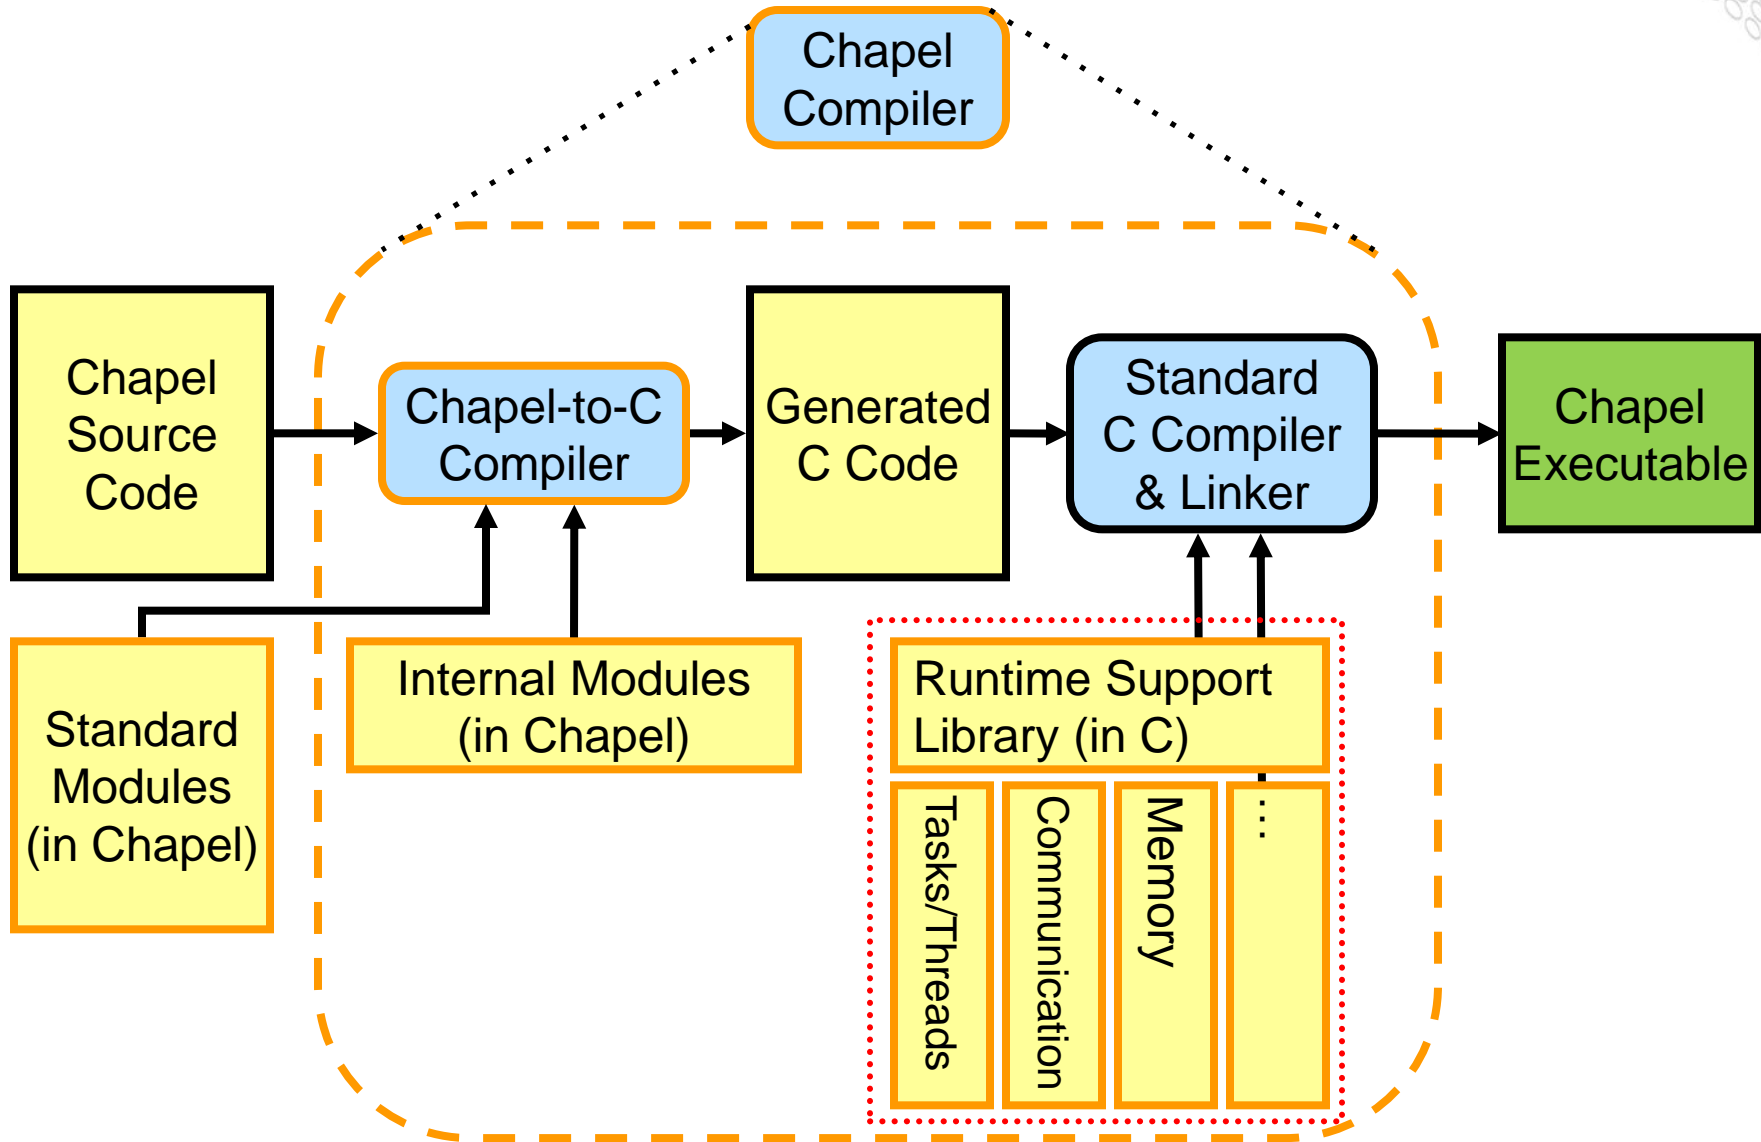 Chapel
Compiler
Chapel
Source
Code
Chapel-to-C
Compiler
Generated
C Code
Standard
C Compiler
& Linker
Chapel
Executable
Standard
Modules
(in Chapel)
Internal Modules
(in Chapel)
Runtime Support
Library (in C)
Tasks/Threads
Communication
Memory
…